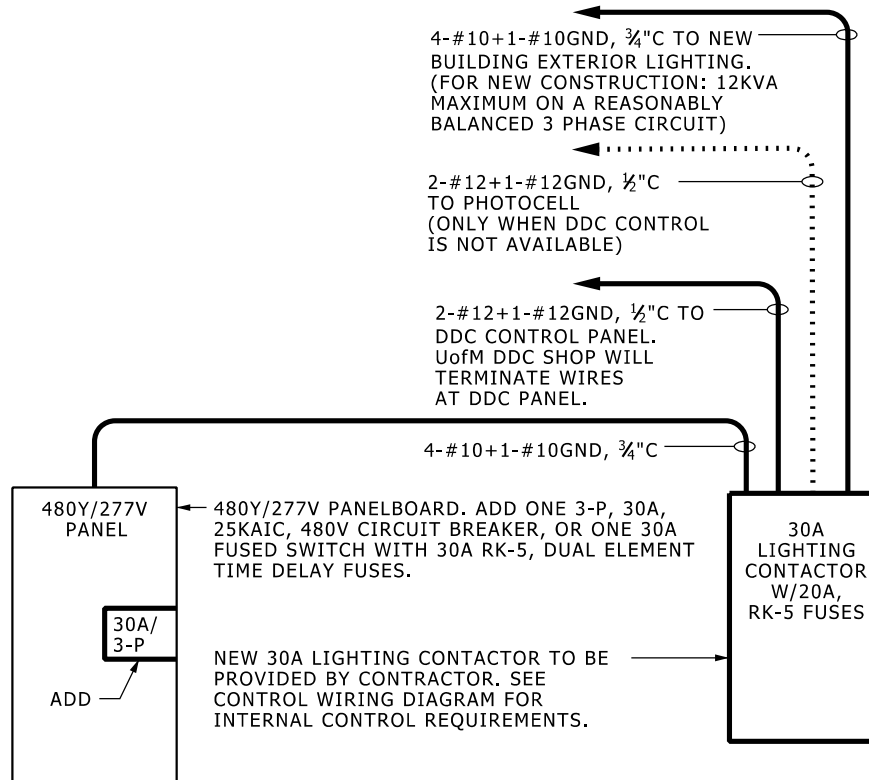 4-#10+1-#10GND, ¾"C TO NEW
BUILDING EXTERIOR LIGHTING.
(FOR NEW CONSTRUCTION: 12KVA
MAXIMUM ON A REASONABLY
BALANCED 3 PHASE CIRCUIT)
2-#12+1-#12GND, ½"C
TO PHOTOCELL
(ONLY WHEN DDC CONTROL
IS NOT AVAILABLE)
2-#12+1-#12GND, ½"C TO
DDC CONTROL PANEL.
UofM DDC SHOP WILL
TERMINATE WIRES
AT DDC PANEL.
4-#10+1-#10GND, ¾"C
480Y/277V
PANEL
480Y/277V PANELBOARD. ADD ONE 3-P, 30A,
25KAIC, 480V CIRCUIT BREAKER, OR ONE 30A
FUSED SWITCH WITH 30A RK-5, DUAL ELEMENT
TIME DELAY FUSES.
30A
LIGHTING
CONTACTOR
W/20A,
RK-5 FUSES
30A/
3-P
ADD
NEW 30A LIGHTING CONTACTOR TO BE
PROVIDED BY CONTRACTOR. SEE
CONTROL WIRING DIAGRAM FOR
INTERNAL CONTROL REQUIREMENTS.